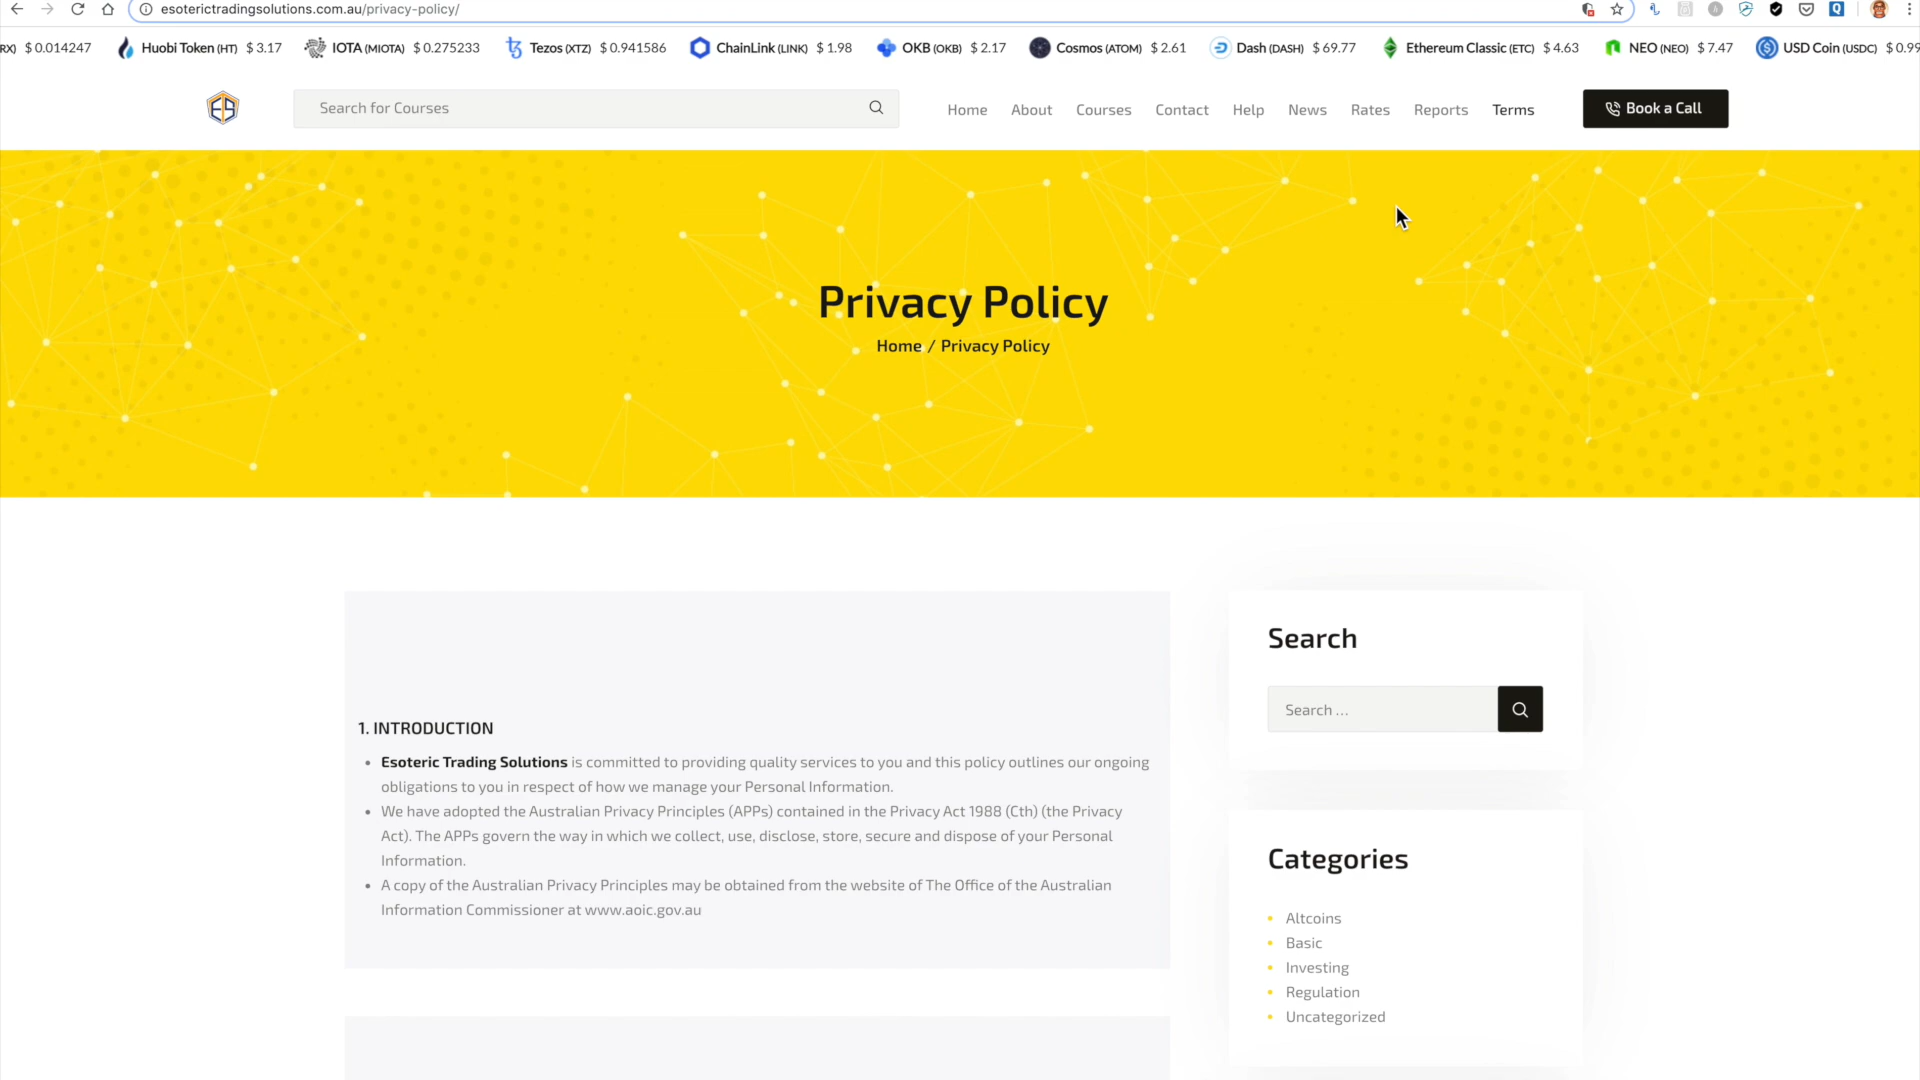 esoterictradingsolutions.com.au/privacy-policy/
RX) $ 0.014247 Huobi Token (HT) $ 3.17 IOTA (MIOTA) $ 0.275233 Tezos (XTZ) $ 0.941586 ChainLink (LINK) $ 1.98 OKB (OKB) $ 2.17 Cosmos (ATOM) $ 2.61 Dash (DASH) $ 69.77 Ethereum Classic (ETC) $ 4.63 NEO (NEO) $ 7.47 USD Coin (USDC) $ 0.99
ES Search for Courses Home About Courses Contact Help News Rates Reports Terms Book a Call
Privacy Policy
Home / Privacy Policy
1. INTRODUCTION
• Esoteric Trading Solutions is committed to providing quality services to you and this policy outlines our ongoing
obligations to you in respect of how we manage your Personal Information.
• We have adopted the Australian Privacy Principles (APPs) contained in the Privacy Act 1988 (Cth) (the Privacy
Act). The APPs govern the way in which we collect, use, disclose, store, secure and dispose of your Personal
Information.
• A copy of the Australian Privacy Principles may be obtained from the website of The Office of the Australian
Information Commissioner at www.aoic.gov.au
Search
Search …
Categories
Altcoins
Basic
Investing
Regulation
Uncategorized